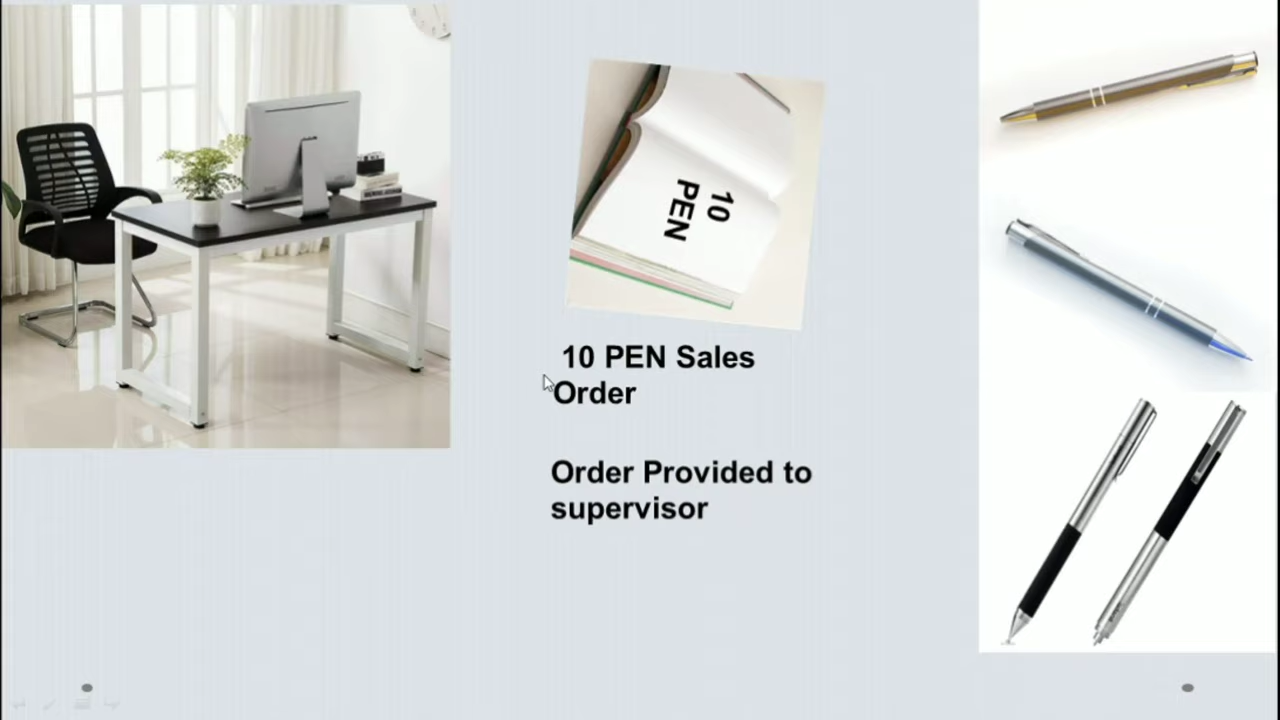 10
PEN
10 PEN Sales
Order
Order Provided to
supervisor